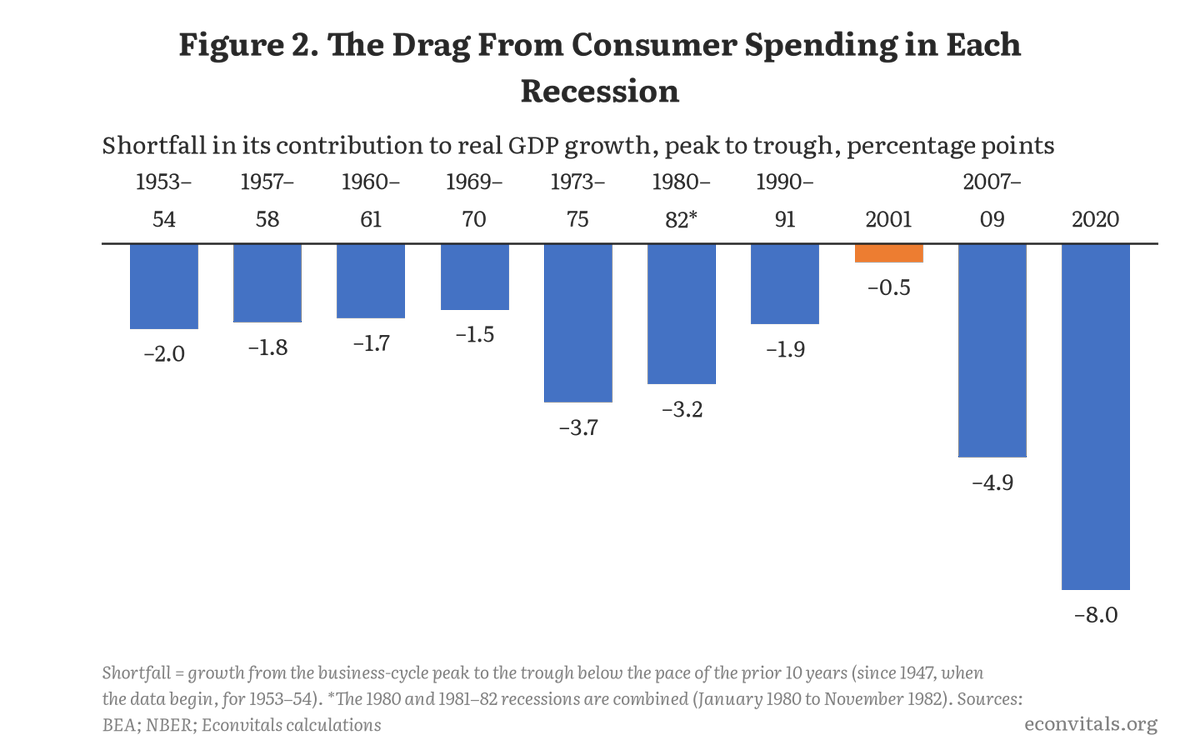 Figure 2. The Drag From Consumer Spending in Each
Recession
Shortfall in its contribution to real GDP growth, peak to trough, percentage points
1953– 1957– 1960– 1969– 1973– 1980– 1990– 2007–
54 58 61 70 75 82* 91 2001 09 2020
–2.0
–1.8
–1.7
–1.5
–3.7
–3.2
–1.9
–0.5
–4.9
–8.0
Shortfall = growth from the business-cycle peak to the trough below the pace of the prior 10 years (since 1947, when
the data begin, for 1953–54). *The 1980 and 1981–82 recessions are combined (January 1980 to November 1982). Sources:
BEA; NBER; Econvitals calculations
econvitals.org